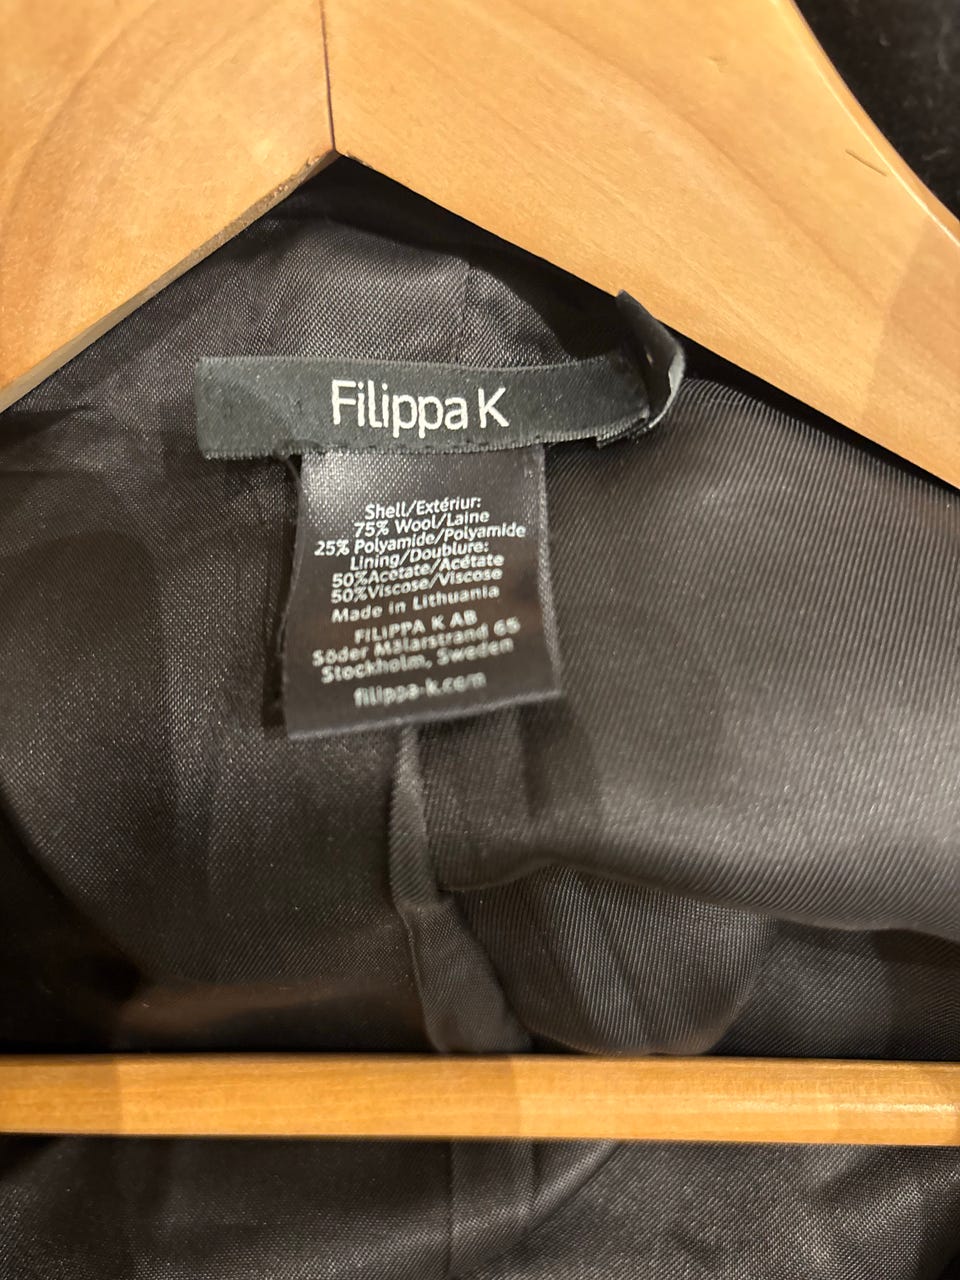 Filippa K
Shell/Extériur:
75% Wool/Laine
25% Polyamide/Polyamide
Lining/Doublure:
50%Acetate/Acétate
50%Viscose/Viscose
Made in Lithuania
FILIPPA K AB
Söder Mälarstrand 65
Stockholm, Sweden
filippa-k.com